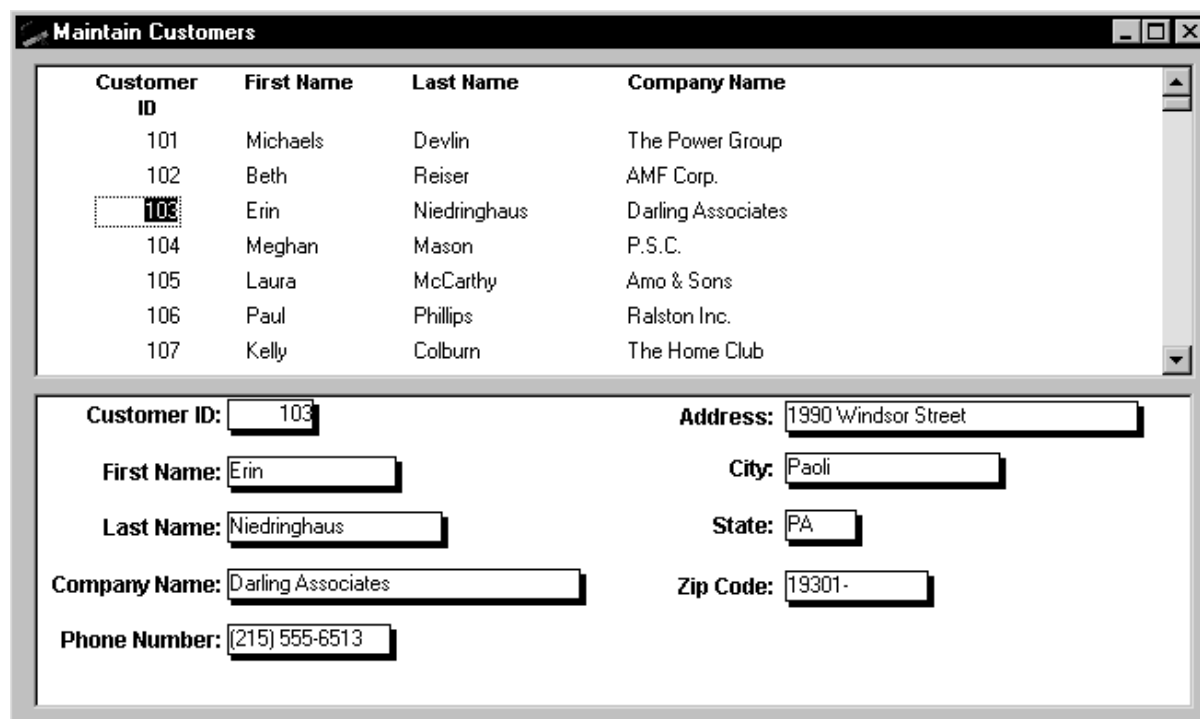 Maintain Customers
Customer ID First Name Last Name Company Name
101 Michaels Devlin The Power Group
102 Beth Reiser AMF Corp.
103 Erin Niedringhaus Darling Associates
104 Meghan Mason P.S.C.
105 Laura McCarthy Amo & Sons
106 Paul Phillips Ralston Inc.
107 Kelly Colburn The Home Club
Customer ID: 103 Address: 1990 Windsor Street
First Name: Erin City: Paoli
Last Name: Niedringhaus State: PA
Company Name: Darling Associates Zip Code: 19301-
Phone Number: (215) 555-6513